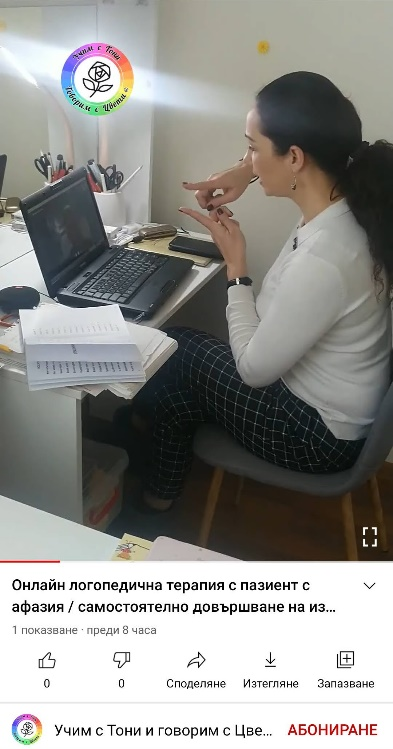 Учим с Тони
Говорим с Цвети
Онлайн логопедична терапия с пазиент с
афазия / самостоятелно довършване на из...
1 показване · преди 8 часа
0
0
Споделяне
Изтегляне
Запазване
Учим с Тони и говорим с Цве...
АБОНИРАНЕ